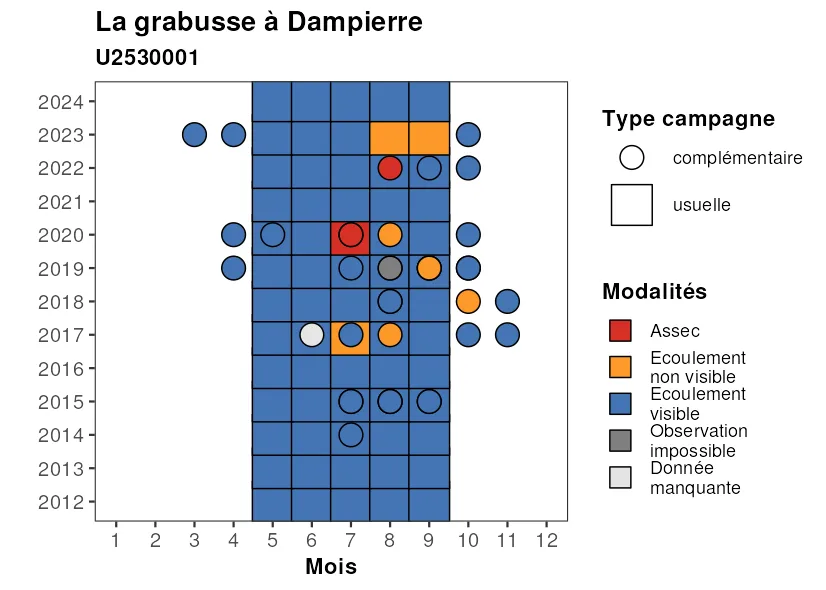 La grabusse à Dampierre
U2530001
2024
2023
2022
2021
2020
2019
2018
2017
2016
2015
2014
2013
2012
1 2 3 4 5 6 7 8 9 10 11 12
Mois
Type campagne
complémentaire
usuelle
Modalités
Assec
Ecoulement
non visible
Ecoulement
visible
Observation
impossible
Donnée
manquante